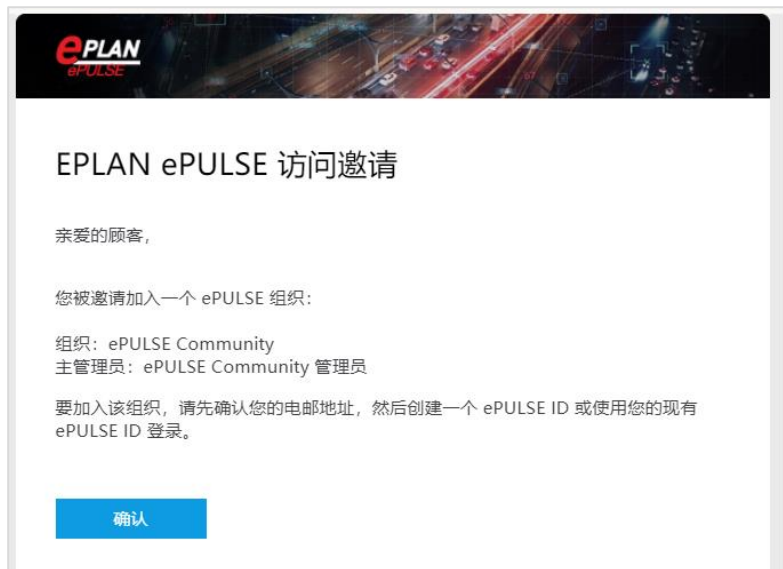 ePLAN
ePULSE
EPLAN ePULSE 访问邀请
亲爱的顾客，
您被邀请加入一个 ePULSE 组织：
组织：ePULSE Community
主管理员：ePULSE Community 管理员
要加入该组织，请先确认您的电邮地址，然后创建一个 ePULSE ID 或使用您的现有
ePULSE ID 登录。
确认